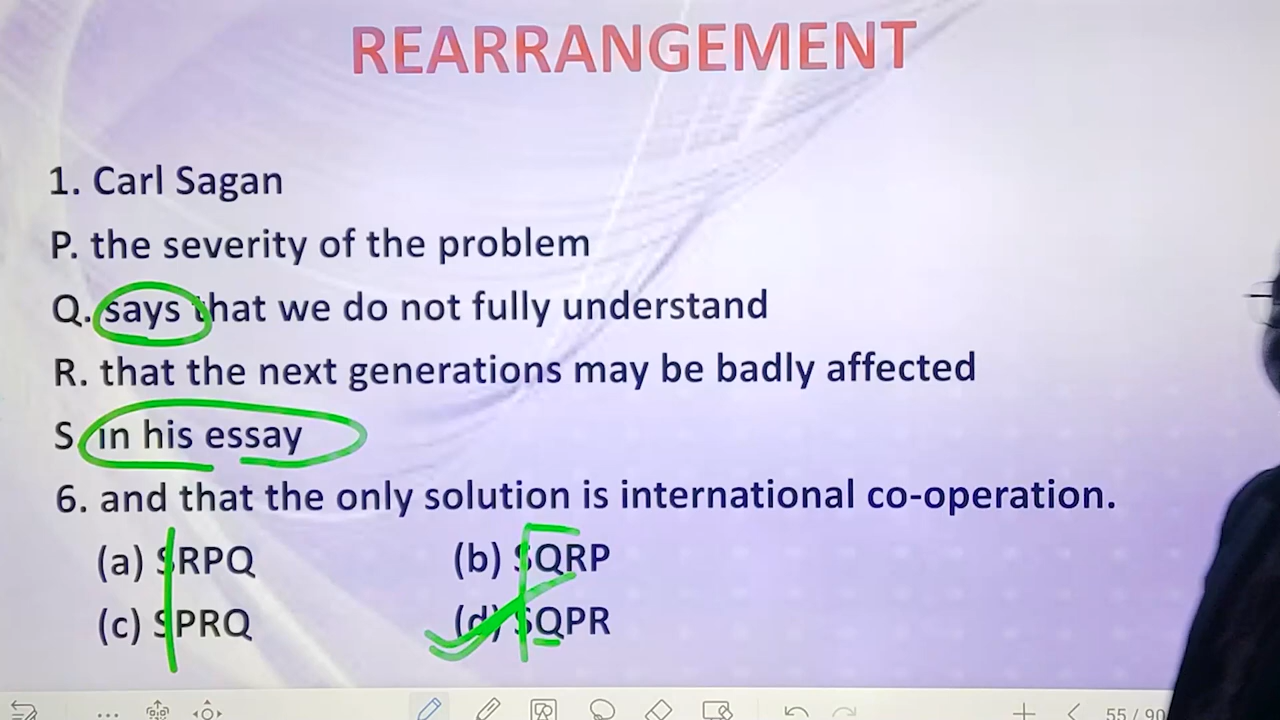 REARRANGEMENT
1. Carl Sagan
P. the severity of the problem
Q. says that we do not fully understand
R. that the next generations may be badly affected
S. in his essay
6. and that the only solution is international co-operation.
(a) SRPQ (b) SQRP
(c) SPRQ (d) SQPR
55 / 90